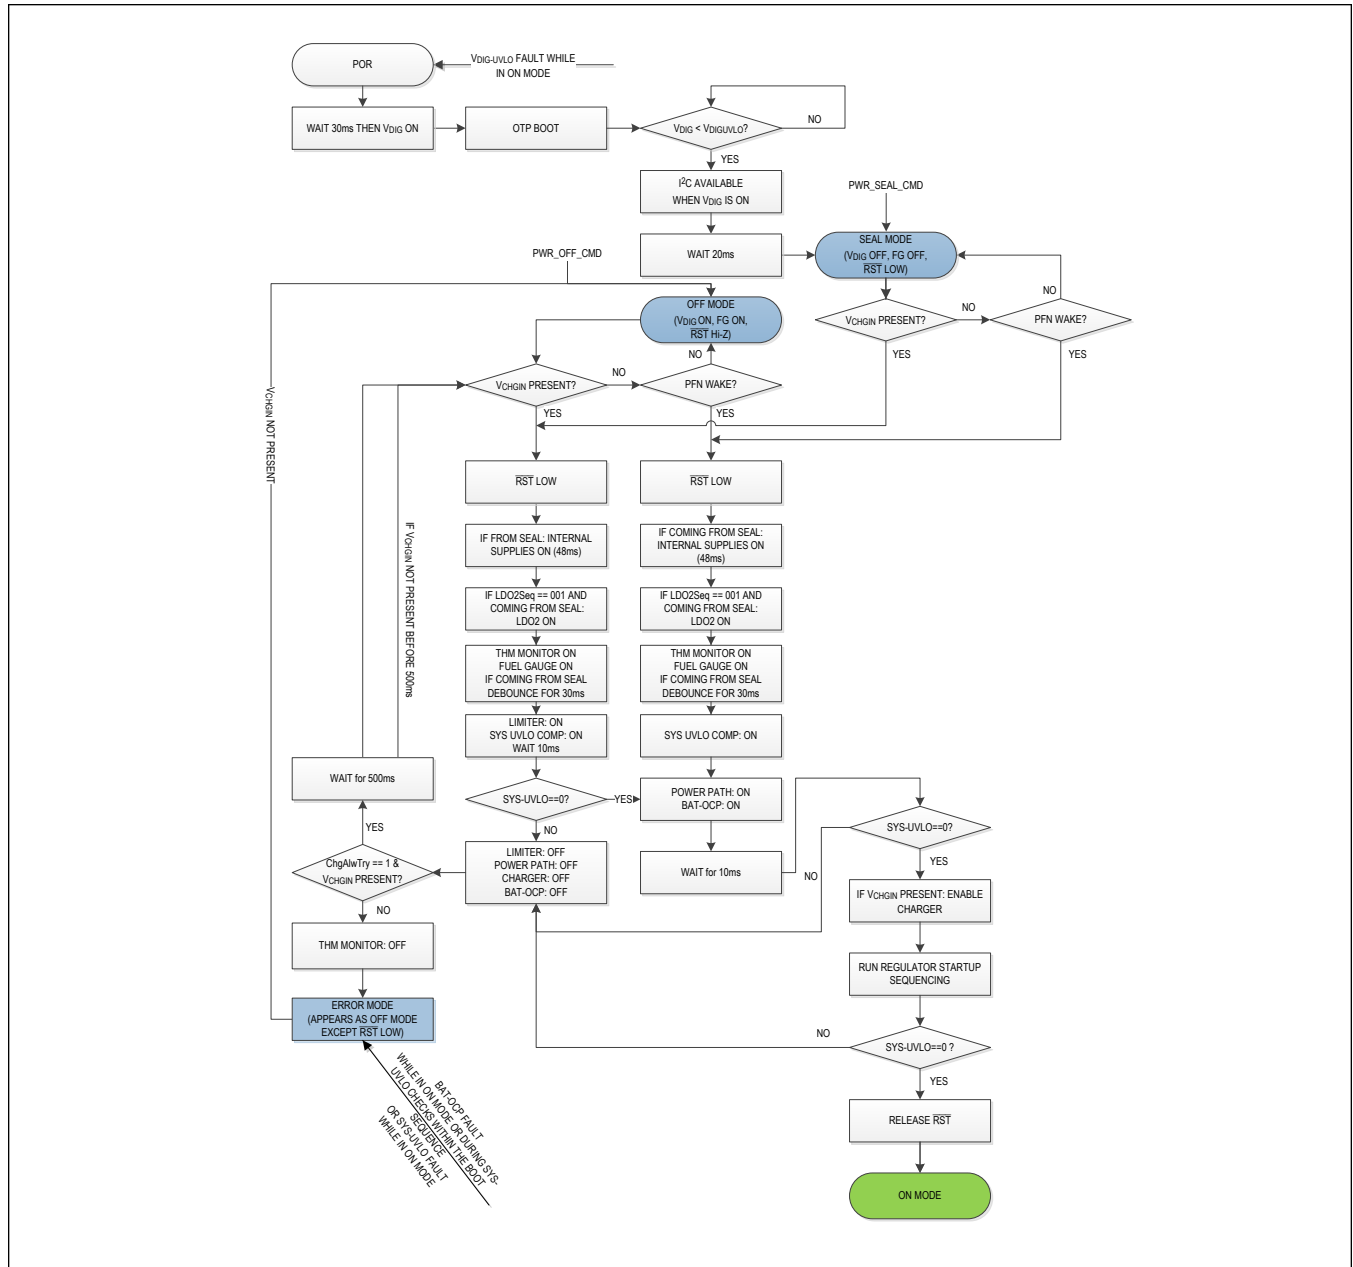 POR
VDIG-UVLO FAULT WHILE
IN ON MODE
WAIT 30ms THEN VDIG ON
OTP BOOT
VDIG < VDIGUVLO?
NO
YES
I2C AVAILABLE
WHEN VDIG IS ON
WAIT 20ms
PWR_SEAL_CMD
SEAL MODE
(VDIG OFF, FG OFF,
RST LOW)
PWR_OFF_CMD
OFF MODE
(VDIG ON, FG ON,
RST Hi-Z)
VCHGIN PRESENT?
NO
PFN WAKE?
NO
YES
YES
VCHGIN PRESENT?
NO
PFN WAKE?
NO
YES
YES
VCHGIN NOT PRESENT
IF VCHGIN NOT PRESENT BEFORE 500ms
RST LOW
RST LOW
IF FROM SEAL: INTERNAL
SUPPLIES ON (48ms)
IF COMING FROM SEAL:
INTERNAL SUPPLIES ON
(48ms)
IF LDO2Seq == 001 AND
COMING FROM SEAL:
LDO2 ON
IF LDO2Seq == 001 AND
COMING FROM SEAL:
LDO2 ON
THM MONITOR ON
FUEL GAUGE ON
IF COMING FROM SEAL
DEBOUNCE FOR 30ms
THM MONITOR ON
FUEL GAUGE ON
IF COMING FROM SEAL
DEBOUNCE FOR 30ms
LIMITER: ON
SYS UVLO COMP: ON
WAIT 10ms
SYS UVLO COMP: ON
WAIT for 500ms
SYS-UVLO==0?
YES
NO
POWER PATH: ON
BAT-OCP: ON
SYS-UVLO==0?
YES
NO
YES
ChgAlwTry == 1 &
VCHGIN PRESENT?
NO
LIMITER: OFF
POWER PATH: OFF
CHARGER: OFF
BAT-OCP: OFF
WAIT for 10ms
IF VCHGIN PRESENT: ENABLE
CHARGER
THM MONITOR: OFF
RUN REGULATOR STARTUP
SEQUENCING
ERROR MODE
(APPEARS AS OFF MODE
EXCEPT RST LOW)
NO
SYS-UVLO==0 ?
YES
BAT-OCP FAULT
WHILE IN ON MODE OR DURING SYS-
UVLO CHECKS WITHIN THE BOOT
SEQUENCE
OR SYS-UVLO FAULT
WHILE IN ON MODE
RELEASE RST
ON MODE